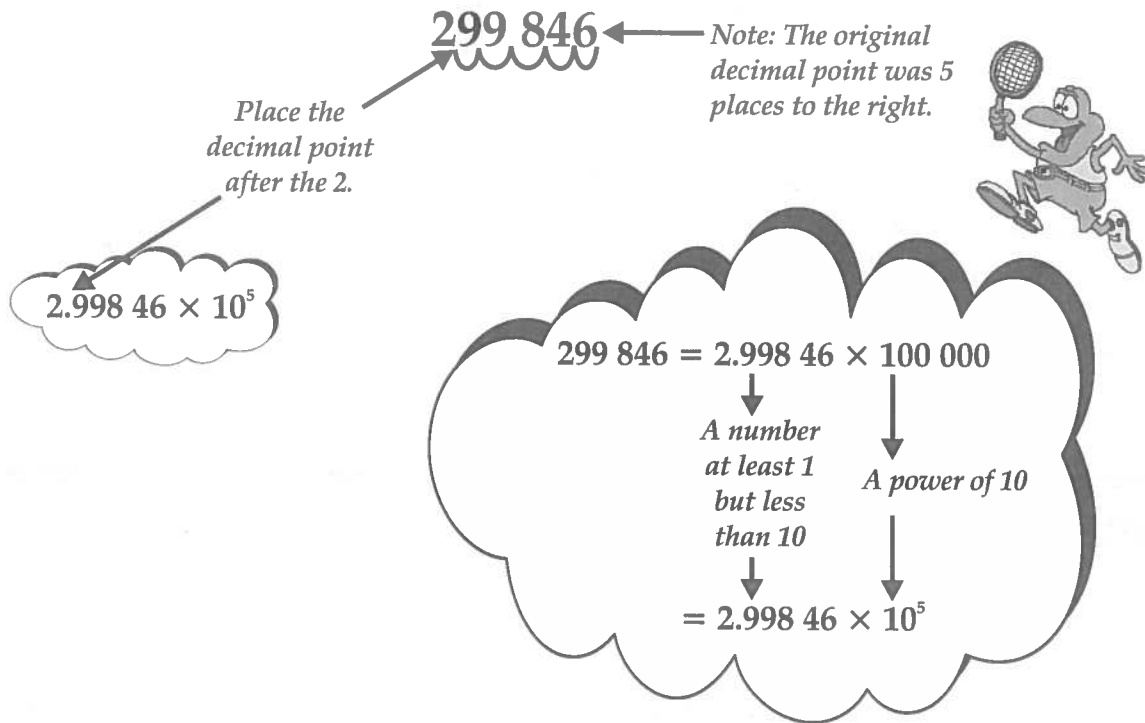 299 846
Note: The original
decimal point was 5
places to the right.
Place the
decimal point
after the 2.
2.998 46 × 10⁵
299 846 = 2.998 46 × 100 000
A number
at least 1
but less
than 10
A power of 10
= 2.998 46 × 10⁵